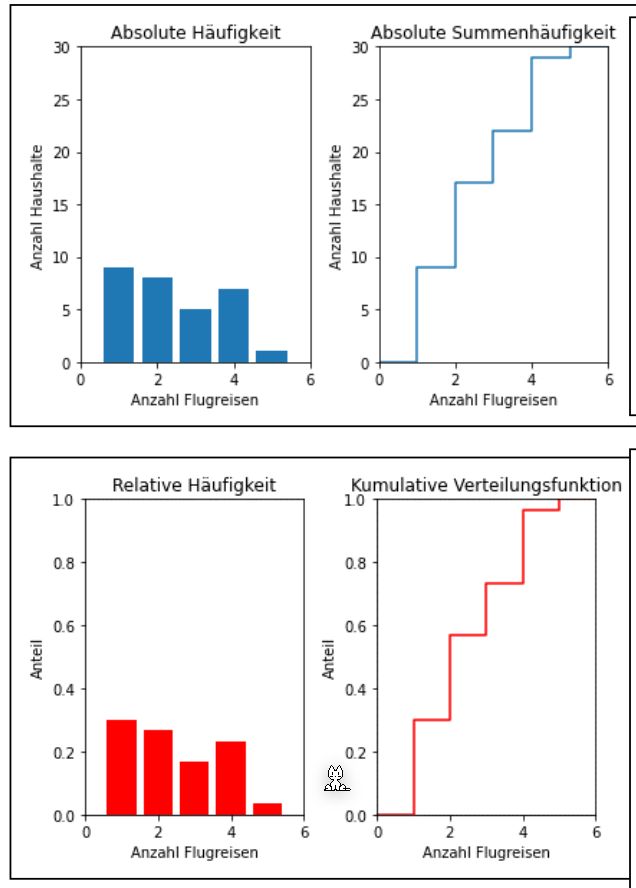 Absolute Häufigkeit
30
25
20
15
10
5
0
Anzahl Haushalte
0 2 4 6
Anzahl Flugreisen
Absolute Summenhäufigkeit
30
25
20
15
10
5
0
Anzahl Haushalte
0 2 4 6
Anzahl Flugreisen
Relative Häufigkeit
1.0
0.8
0.6
0.4
0.2
0.0
Anteil
0 2 4 6
Anzahl Flugreisen
Kumulative Verteilungsfunktion
1.0
0.8
0.6
0.4
0.2
0.0
Anteil
0 2 4 6
Anzahl Flugreisen